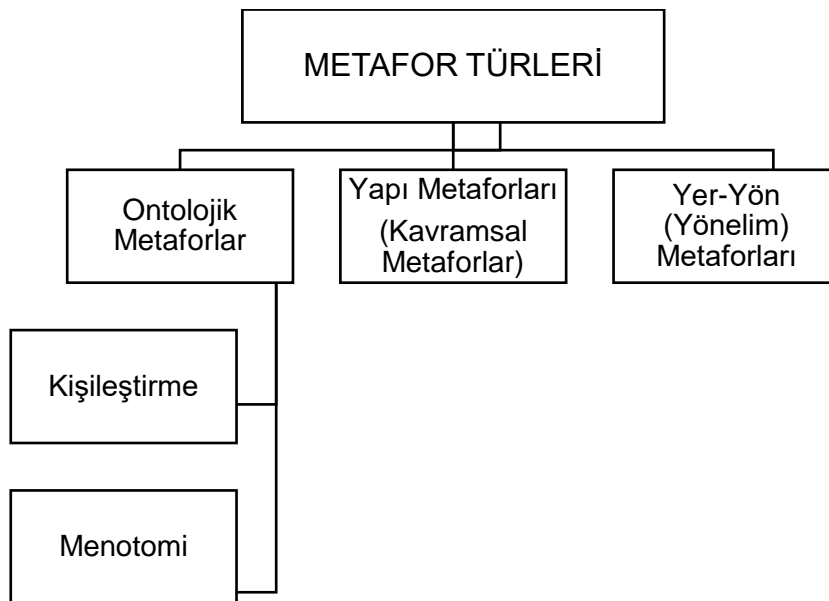 METAFOR TÜRLERİ
Ontolojik
Metaforlar
Yapı Metaforları
(Kavramsal
Metaforlar)
Yer-Yön
(Yönelim)
Metaforları
Kişileştirme
Menotomi